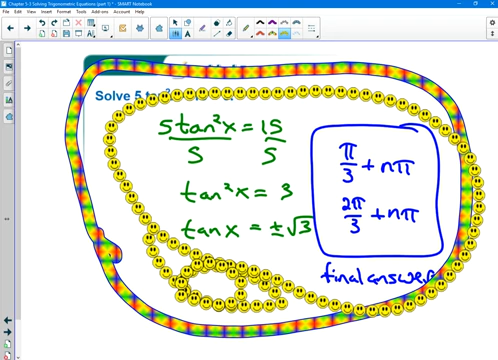 Chapter 5-3 Solving Trigonometric Equations (part 1) - SMART Notebook
File Edit View Insert Format Tools Add-ons Account Help
Solve 5 tan²
5tan²x = 15
5 5
tan²x = 3
tan x = ±√3
π/3 + nπ
2π/3 + nπ
final answer